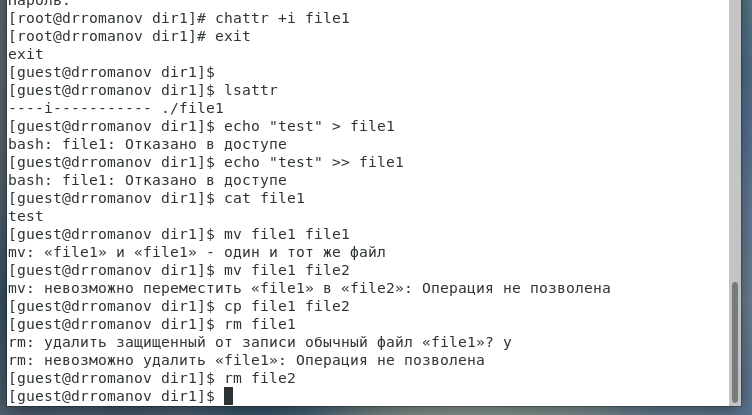 Пароль:
[root@drromanov dir1]# chattr +i file1
[root@drromanov dir1]# exit
exit
[guest@drromanov dir1]$
[guest@drromanov dir1]$ lsattr
----i----------- ./file1
[guest@drromanov dir1]$ echo "test" > file1
bash: file1: Отказано в доступе
[guest@drromanov dir1]$ echo "test" >> file1
bash: file1: Отказано в доступе
[guest@drromanov dir1]$ cat file1
test
[guest@drromanov dir1]$ mv file1 file1
mv: «file1» и «file1» - один и тот же файл
[guest@drromanov dir1]$ mv file1 file2
mv: невозможно переместить «file1» в «file2»: Операция не позволена
[guest@drromanov dir1]$ cp file1 file2
[guest@drromanov dir1]$ rm file1
rm: удалить защищенный от записи обычный файл «file1»? y
rm: невозможно удалить «file1»: Операция не позволена
[guest@drromanov dir1]$ rm file2
[guest@drromanov dir1]$